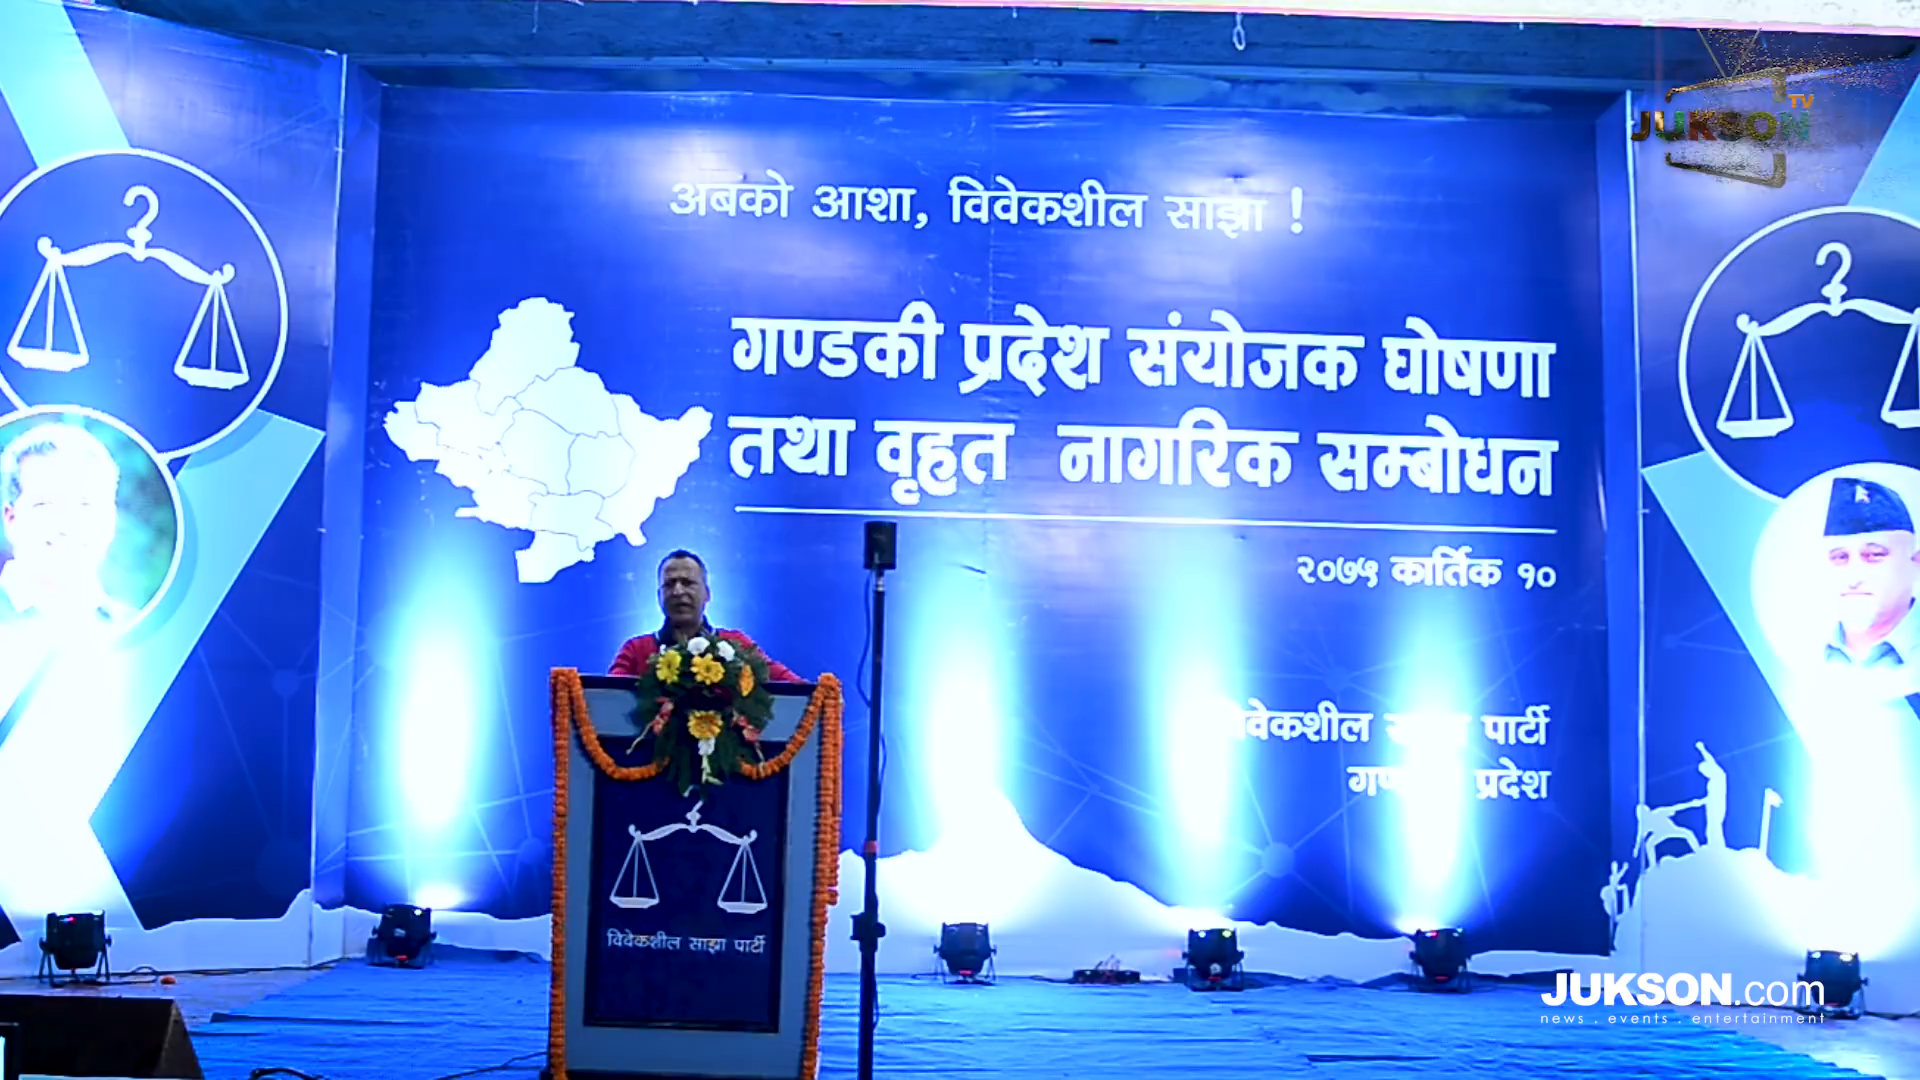 TV
JUKSON
अबको आशा, विवेकशील साझा !
गण्डकी प्रदेश संयोजक घोषणा
तथा वृहत नागरिक सम्बोधन
२०७५ कार्तिक १०
पार्टी
प्रदेश
विवेकशील साझा पार्टी
JUKSON.com
news . events . entertainment